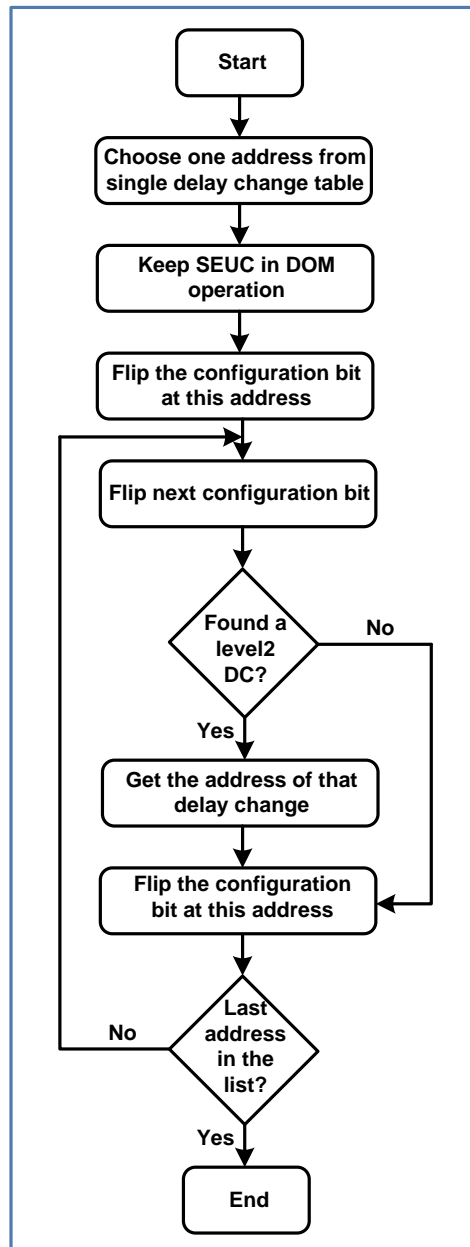 Start
Choose one address from
single delay change table
Keep SEUC in DOM
operation
Flip the configuration bit
at this address
Flip next configuration bit
Found a
level2
DC?
No
Yes
Get the address of that
delay change
Flip the configuration
bit at this address
Last
address
in the
list?
No
Yes
End